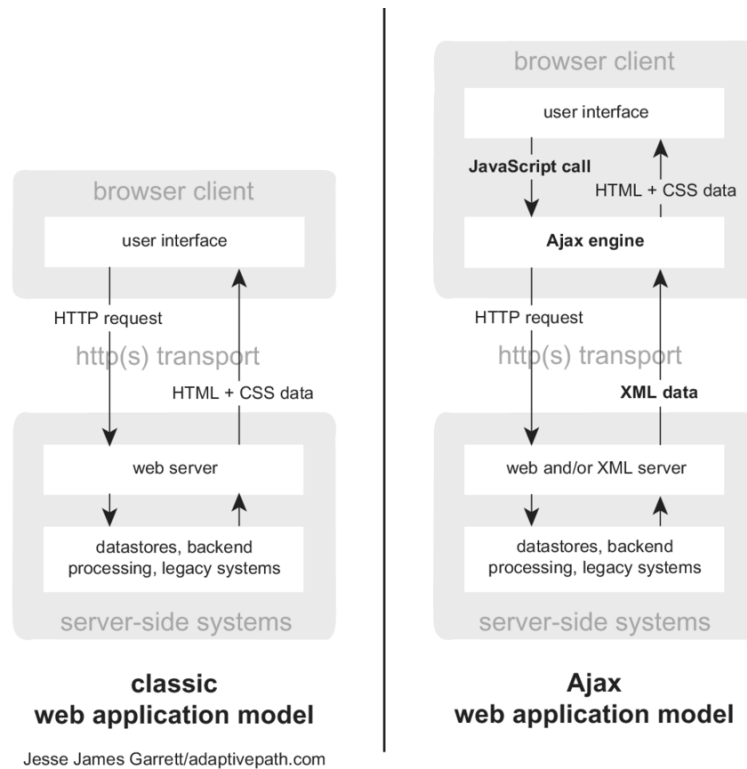 browser client
user interface
HTTP request
http(s) transport
HTML + CSS data
web server
datastores, backend
processing, legacy systems
server-side systems
classic
web application model
Jesse James Garrett/adaptivepath.com
browser client
user interface
JavaScript call
HTML + CSS data
Ajax engine
HTTP request
http(s) transport
XML data
web and/or XML server
datastores, backend
processing, legacy systems
server-side systems
Ajax
web application model